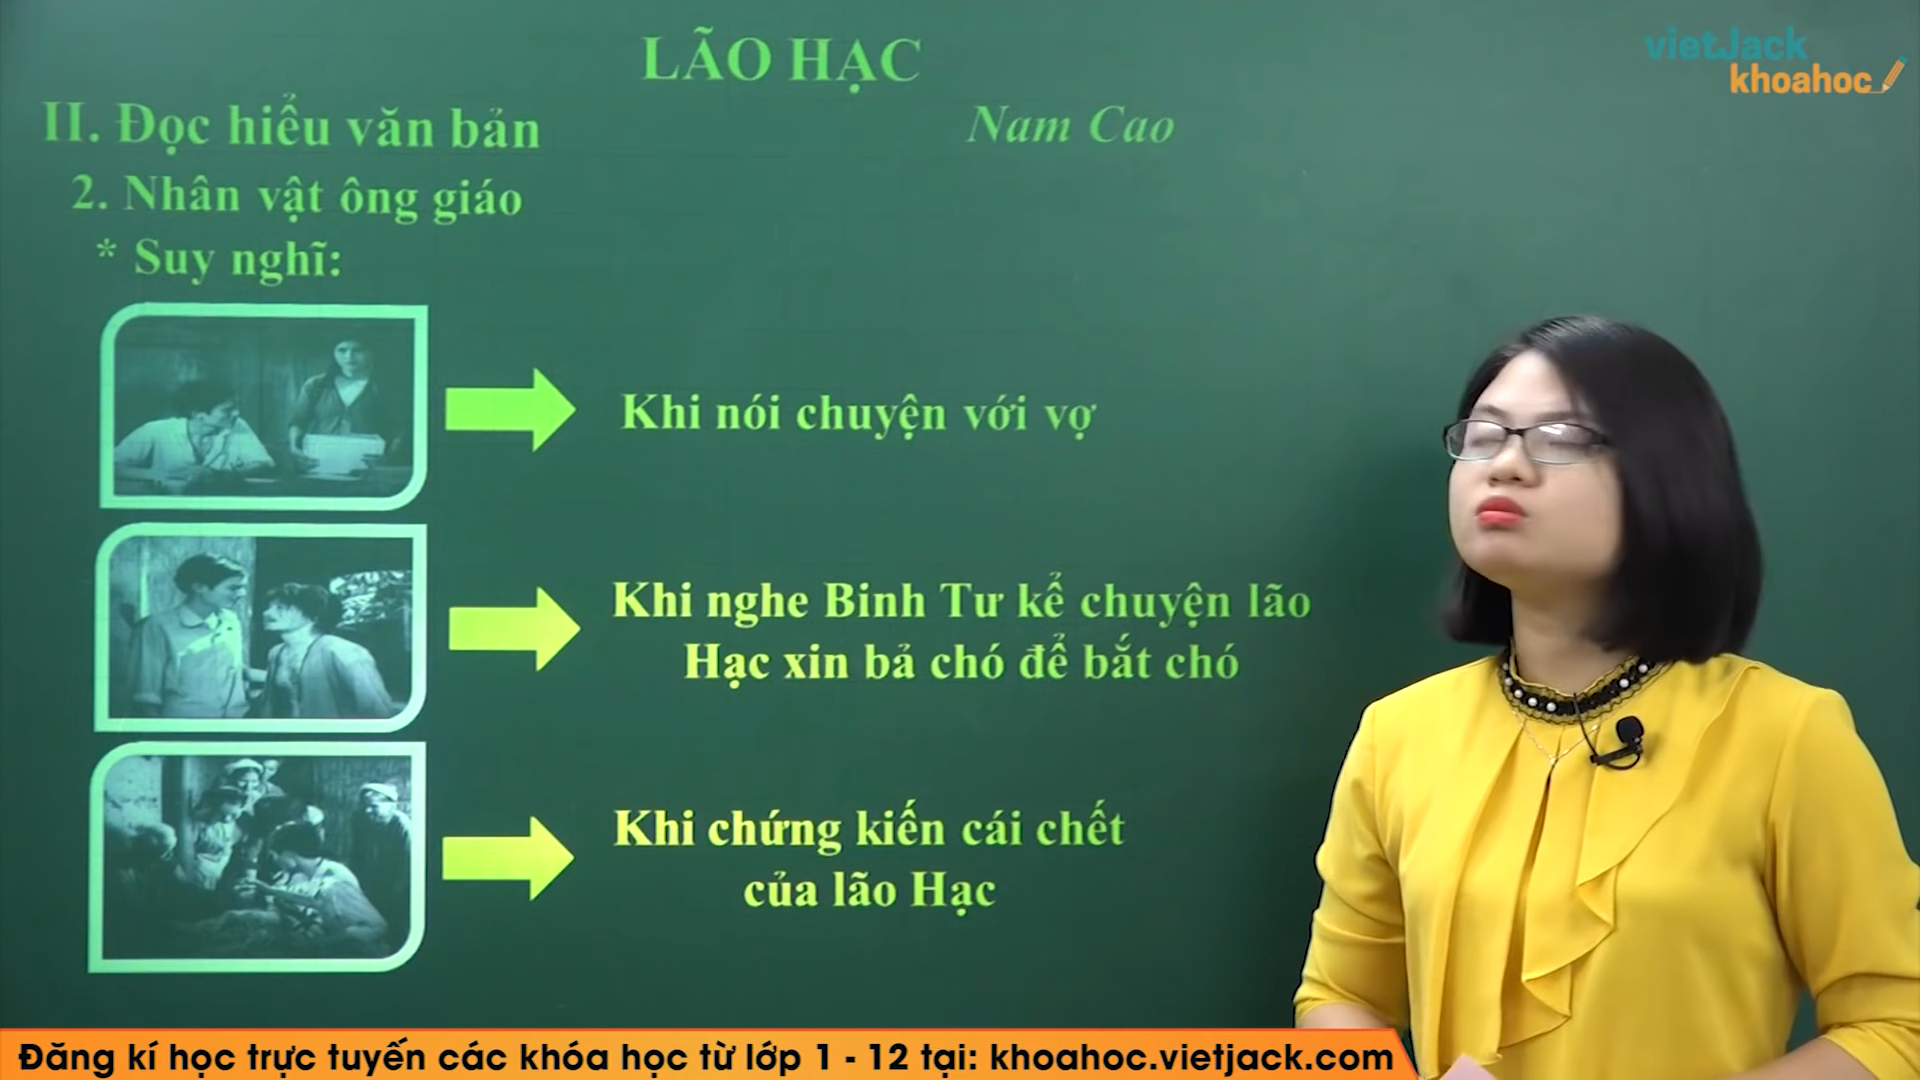 LÃO HẠC
vietJack
khoahoc
Nam Cao
II. Đọc hiểu văn bản
2. Nhân vật ông giáo
* Suy nghĩ:
Khi nói chuyện với vợ
Khi nghe Binh Tư kể chuyện lão
Hạc xin bả chó để bắt chó
Khi chứng kiến cái chết
của lão Hạc
Đăng kí học trực tuyến các khóa học từ lớp 1 - 12 tại: khoahoc.vietjack.com